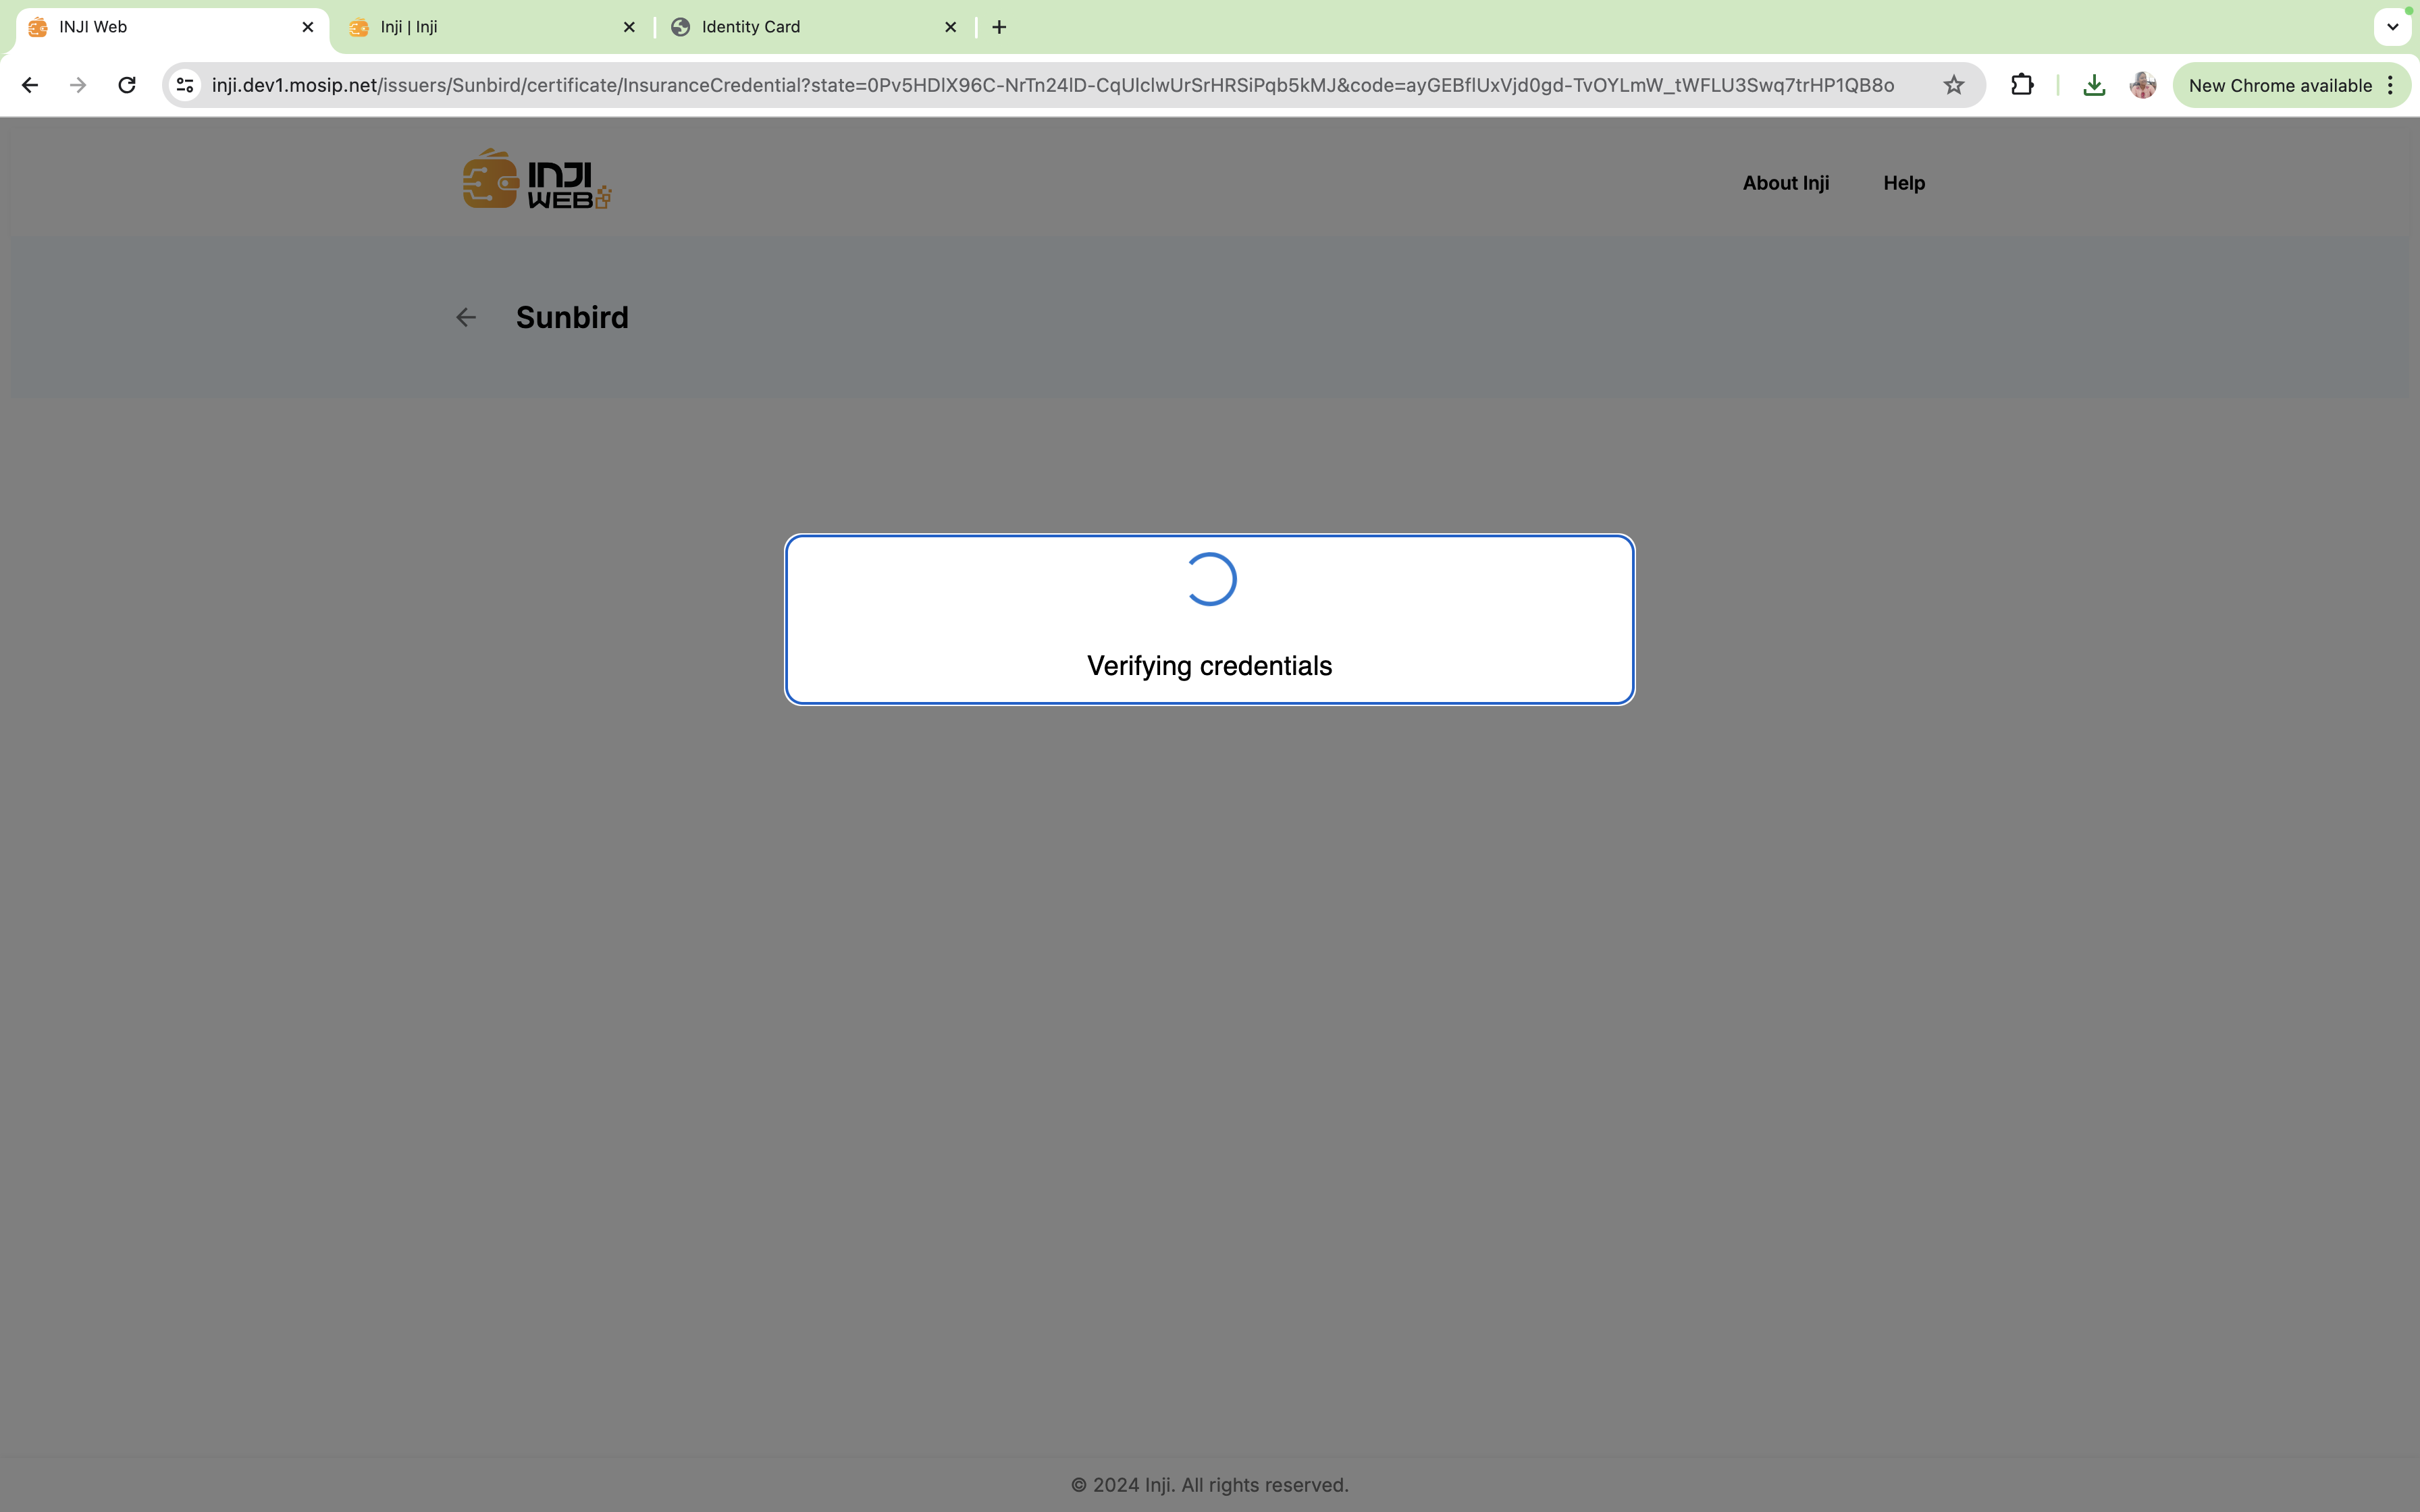 INJI Web
Inji | Inji
Identity Card
inji.dev1.mosip.net/issuers/Sunbird/certificate/InsuranceCredential?state=0Pv5HDlX96C-NrTn24lD-CqUlclwUrSrHRSiPqb5kMJ&code=ayGEBflUxVjd0gd-TvOYLmW_tWFLU3Swq7trHP1QB8o
New Chrome available
INJI
WEB
About Inji
Help
Sunbird
Verifying credentials
© 2024 Inji. All rights reserved.